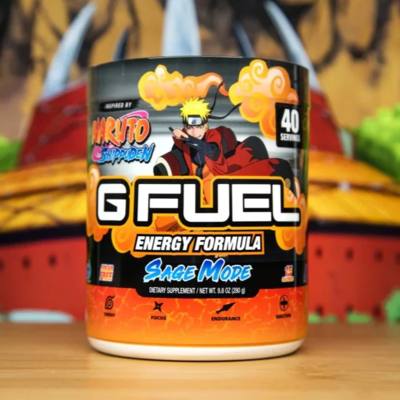 INSPIRED BY
NARUTO
SHIPPUDEN
40
SERVINGS
G FUEL
ENERGY FORMULA
SAGE MODE
DIETARY SUPPLEMENT / NET WT. 9.8 OZ (280 g)
ENERGY
FOCUS
ENDURANCE